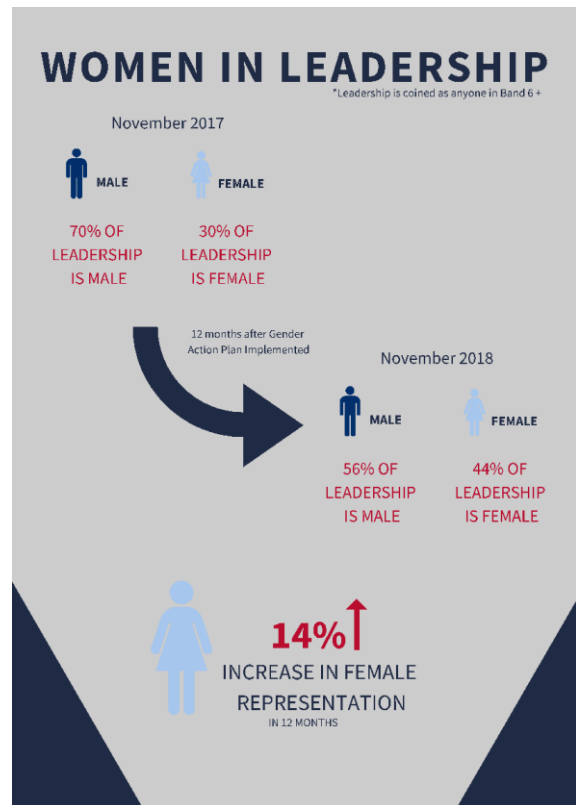 WOMEN IN LEADERSHIP
*Leadership is coined as anyone in Band 6 +
November 2017
MALE
FEMALE
70% OF
LEADERSHIP
IS MALE
30% OF
LEADERSHIP
IS FEMALE
12 months after Gender
Action Plan Implemented
November 2018
MALE
FEMALE
56% OF
LEADERSHIP
IS MALE
44% OF
LEADERSHIP
IS FEMALE
14%
INCREASE IN FEMALE
REPRESENTATION
IN 12 MONTHS